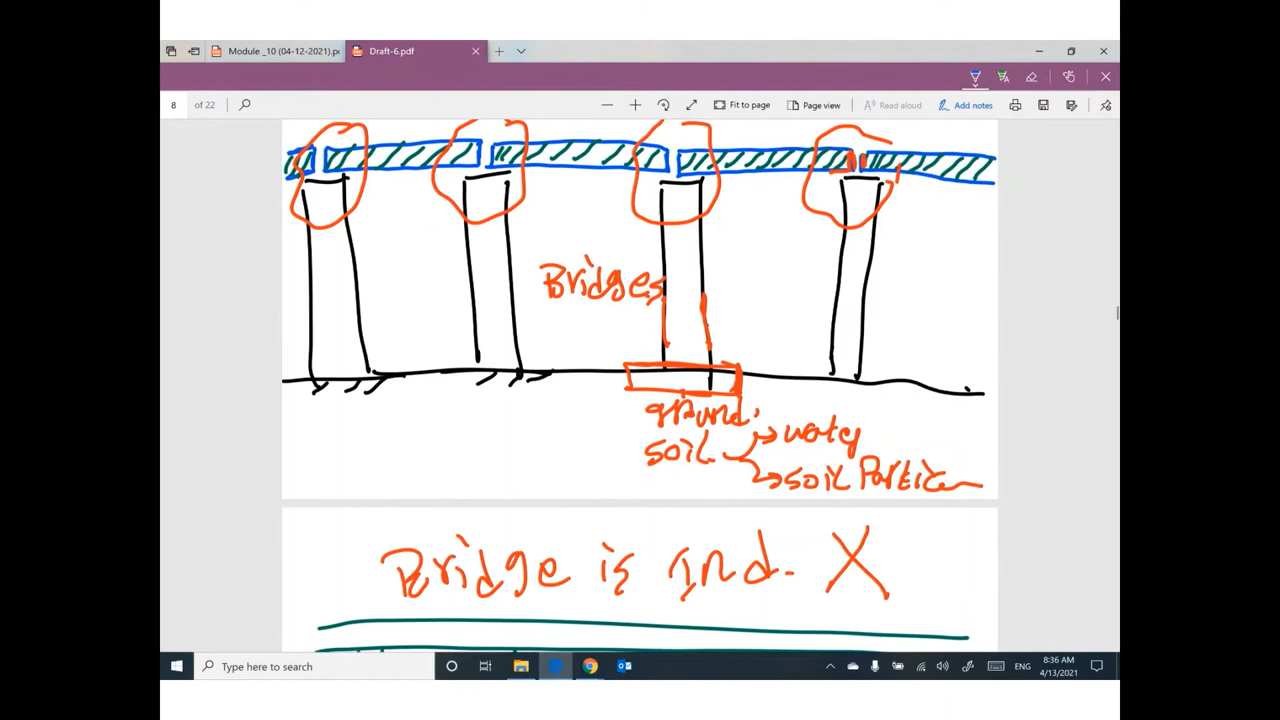 Module _10 (04-12-2021).p
Draft-6.pdf
8 of 22
Fit to page
Page view
Read aloud
Add notes
Bridges
ground.
soil
water
soil Particle
Bridge is ind. X
Type here to search
ENG
8:36 AM
4/13/2021